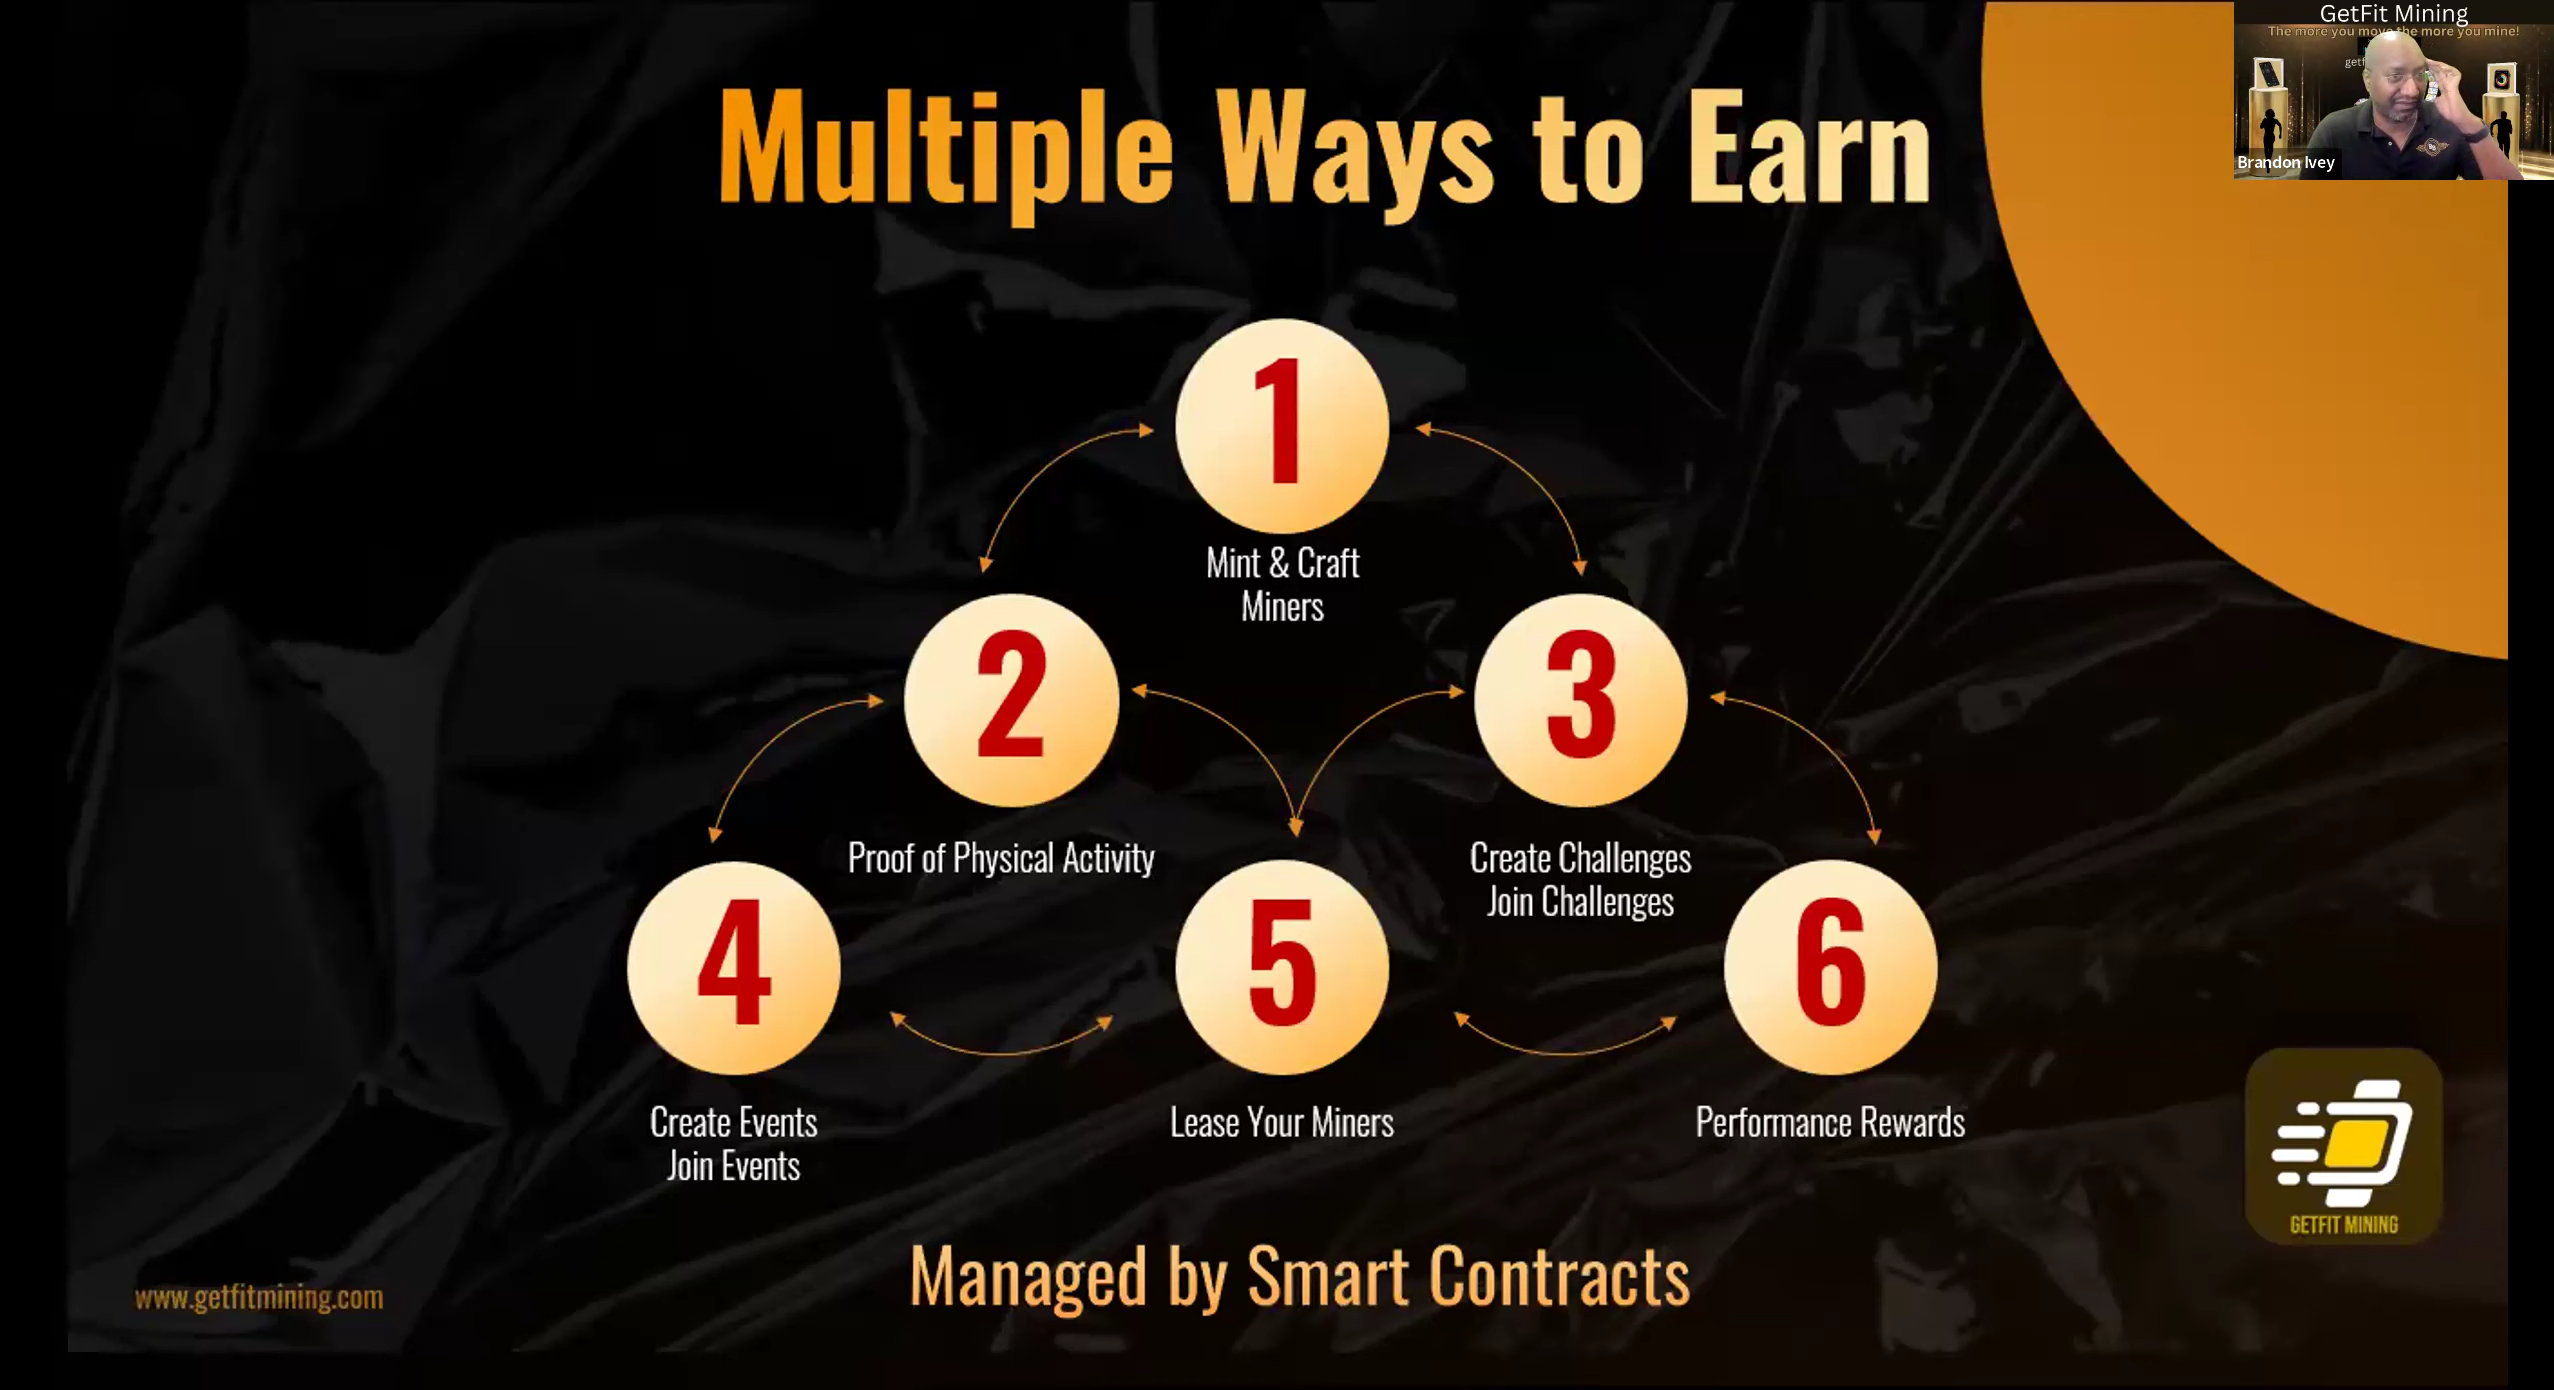 GetFit Mining
The more you move the more you mine!
Brandon Ivey
Multiple Ways to Earn
1
Mint & Craft
Miners
2
Proof of Physical Activity
3
Create Challenges
Join Challenges
4
Create Events
Join Events
5
Lease Your Miners
6
Performance Rewards
Managed by Smart Contracts
www.getfitmining.com
GETFIT MINING